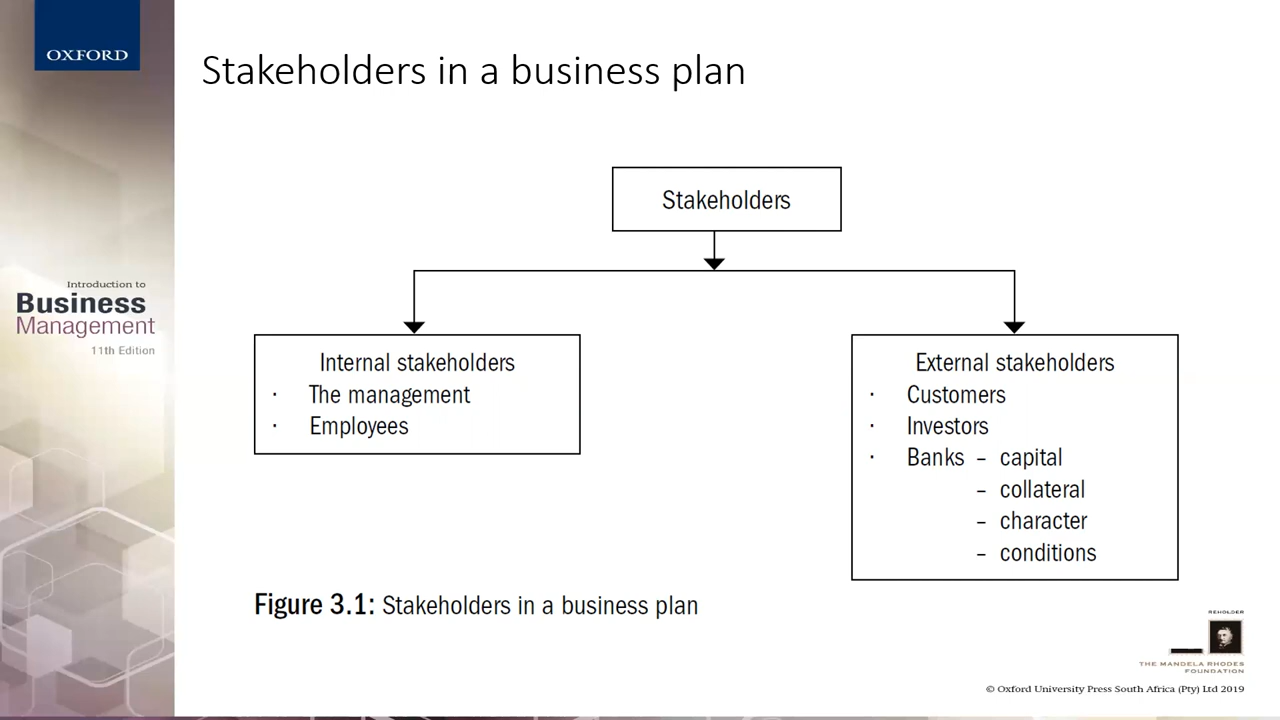 OXFORD
Stakeholders in a business plan
Introduction to
Business
Management
11th Edition
Stakeholders
Internal stakeholders
· The management
· Employees
External stakeholders
· Customers
· Investors
· Banks – capital
– collateral
– character
– conditions
Figure 3.1: Stakeholders in a business plan
REHOLDER
THE MANDELA RHODES
FOUNDATION
© Oxford University Press South Africa (Pty) Ltd 2019